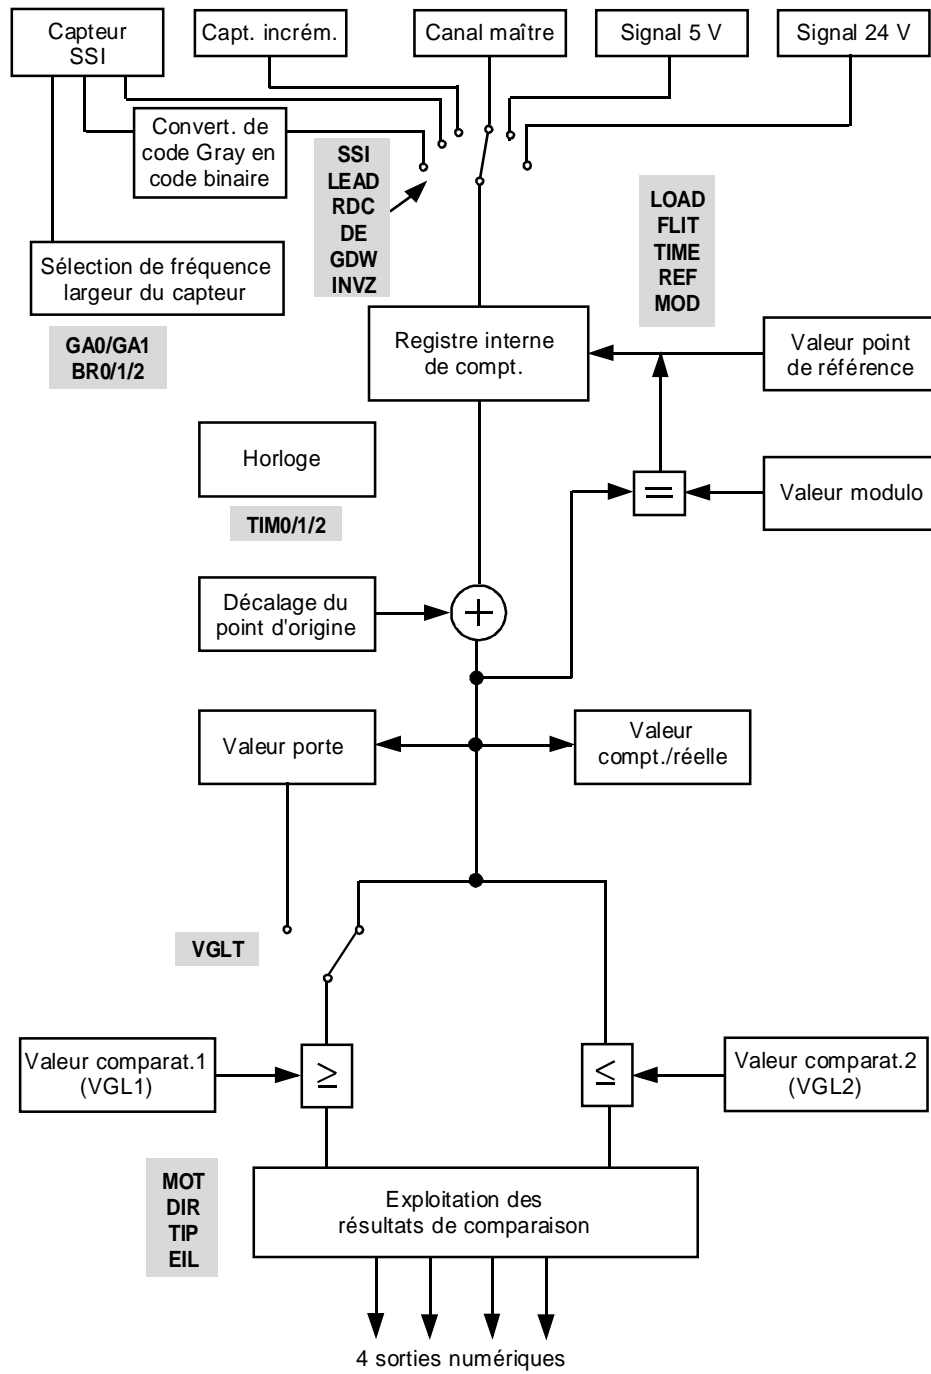 Capteur
SSI
Capt. incrém.
Canal maître
Signal 5 V
Signal 24 V
Convert. de
code Gray en
code binaire
SSI
LEAD
RDC
DE
GDW
INVZ
LOAD
FLIT
TIME
REF
MOD
Sélection de fréquence
largeur du capteur
GA0/GA1
BR0/1/2
Registre interne
de compt.
Valeur point
de référence
Horloge
=
Valeur modulo
TIM0/1/2
Décalage du
point d'origine
+
Valeur porte
Valeur
compt./réelle
VGLT
Valeur comparat.1
(VGL1)
≥
≤
Valeur comparat.2
(VGL2)
MOT
DIR
TIP
EIL
Exploitation des
résultats de comparaison
4 sorties numériques